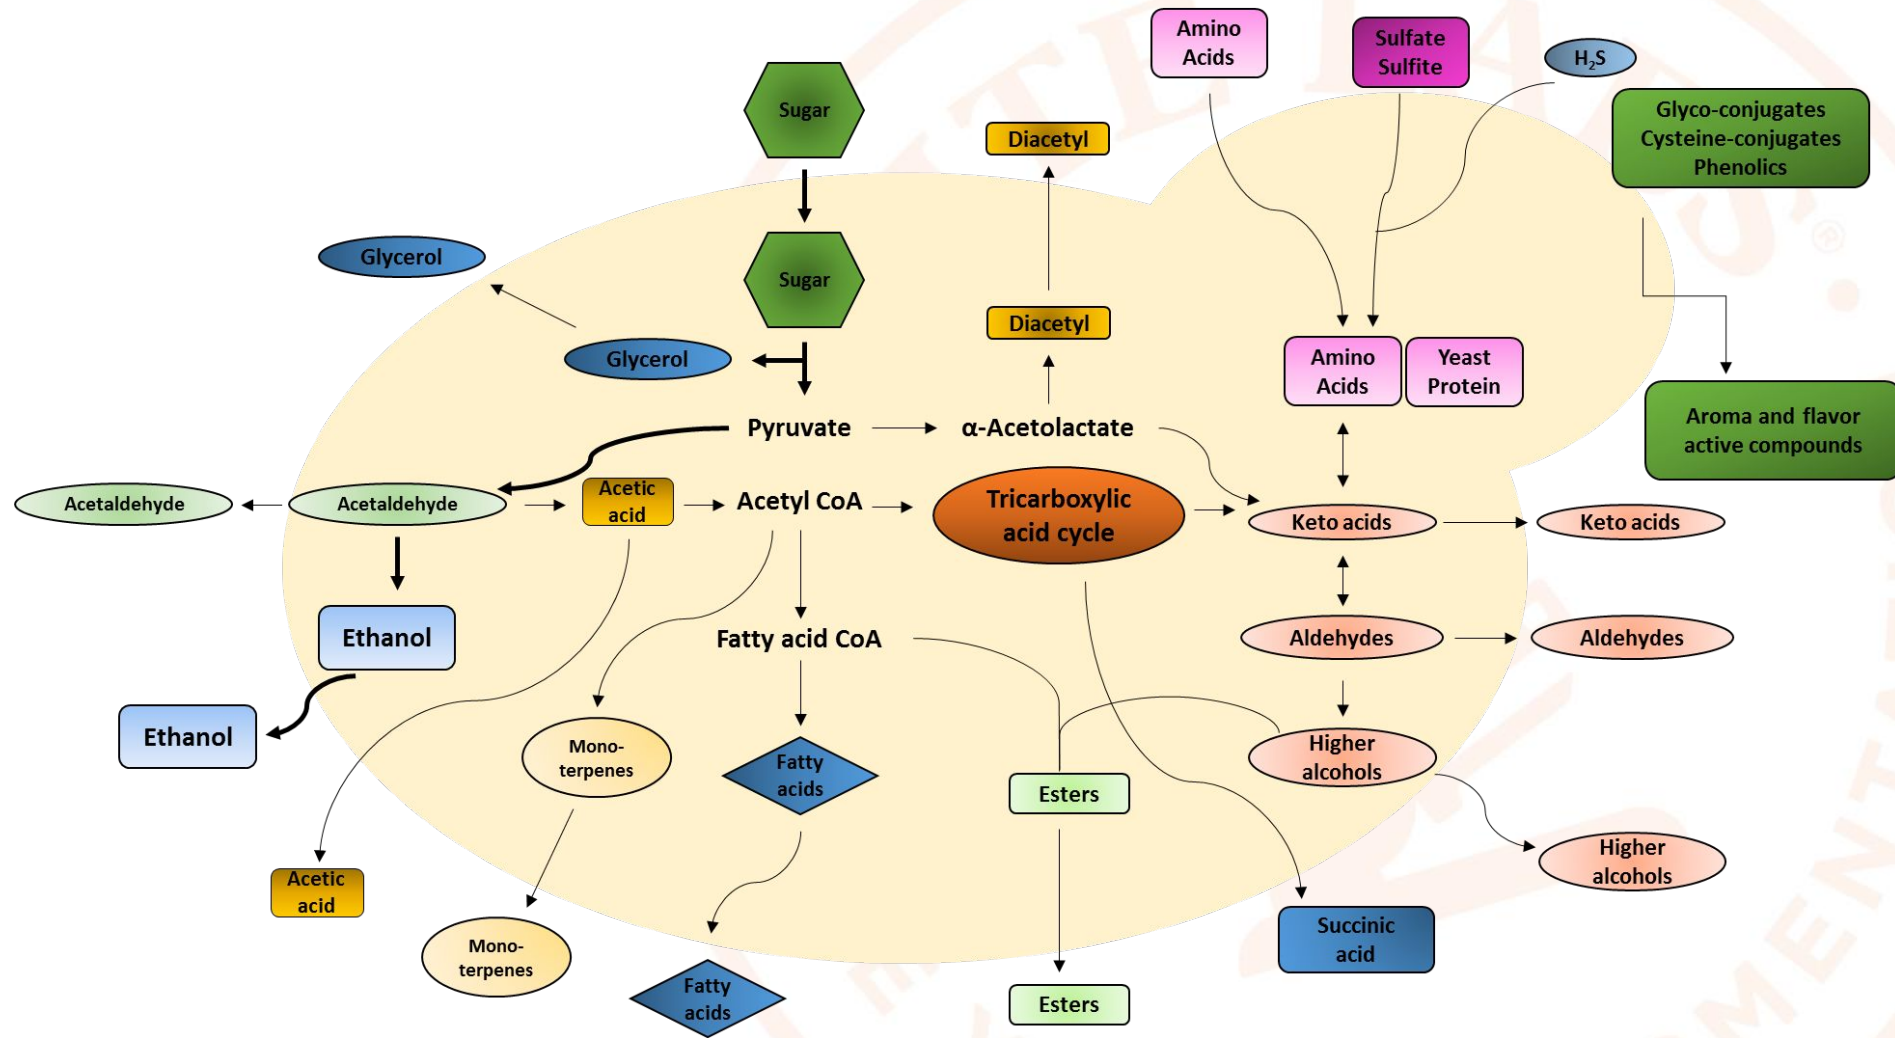 Amino
Acids
Sulfate
Sulfite
H₂S
Sugar
Glyco-conjugates
Cysteine-conjugates
Phenolics
Diacetyl
Glycerol
Sugar
Diacetyl
Glycerol
Amino
Acids
Yeast
Protein
Pyruvate
α-Acetolactate
Aroma and flavor
active compounds
Acetaldehyde
Acetaldehyde
Acetic
acid
Acetyl CoA
Tricarboxylic
acid cycle
Keto acids
Keto acids
Ethanol
Fatty acid CoA
Aldehydes
Aldehydes
Ethanol
Mono-
terpenes
Fatty
acids
Esters
Higher
alcohols
Higher
alcohols
Acetic
acid
Mono-
terpenes
Succinic
acid
Fatty
acids
Esters